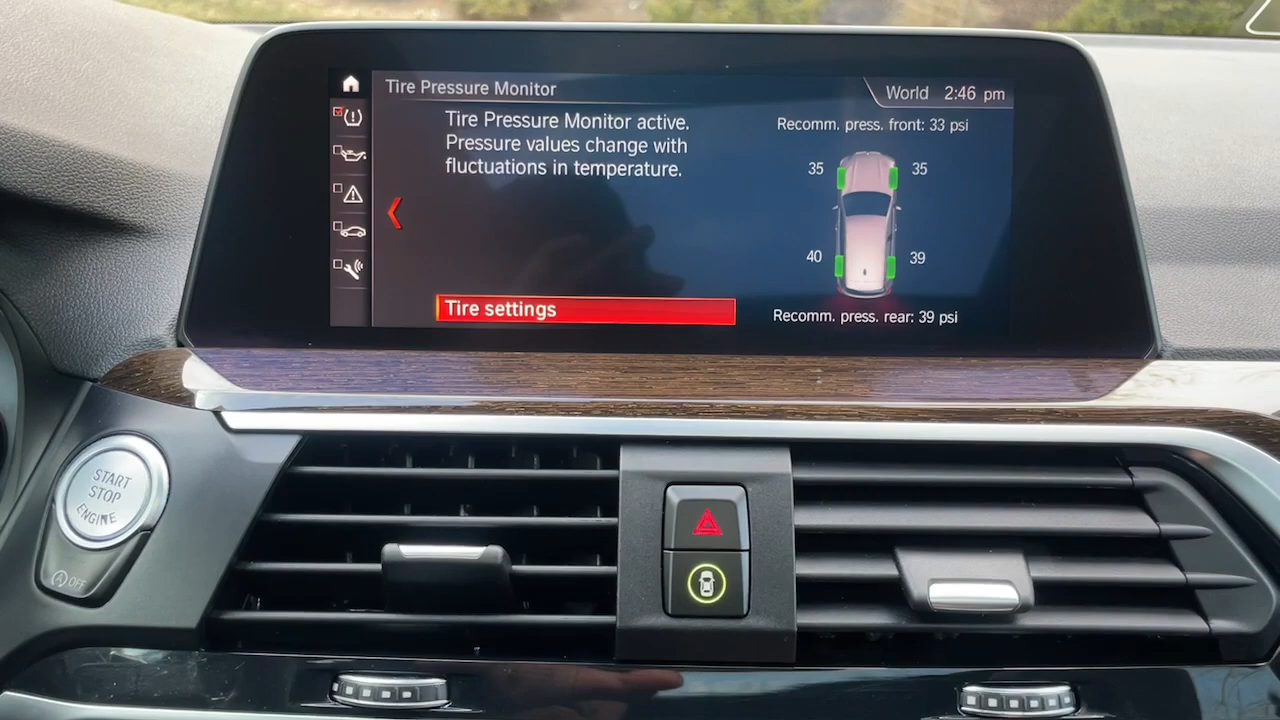 Tire Pressure Monitor
World 2:46 pm
Tire Pressure Monitor active.
Pressure values change with
fluctuations in temperature.
Recomm. press. front: 33 psi
35 35
40 39
Tire settings
Recomm. press. rear: 39 psi
START
STOP
ENGINE
OFF